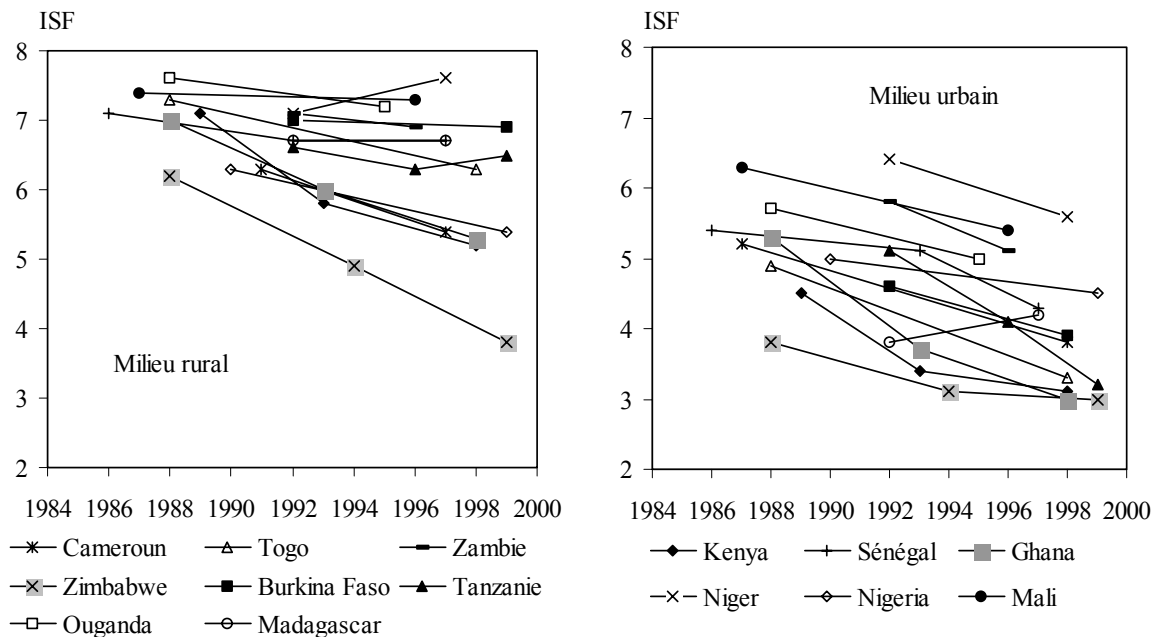 ISF
8
7
6
5
4
3
2
Milieu rural
1984 1986 1988 1990 1992 1994 1996 1998 2000
Cameroun Togo Zambie
Zimbabwe Burkina Faso Tanzanie
Ouganda Madagascar
ISF
8
7
6
5
4
3
2
Milieu urbain
1984 1986 1988 1990 1992 1994 1996 1998 2000
Kenya Sénégal Ghana
Niger Nigeria Mali